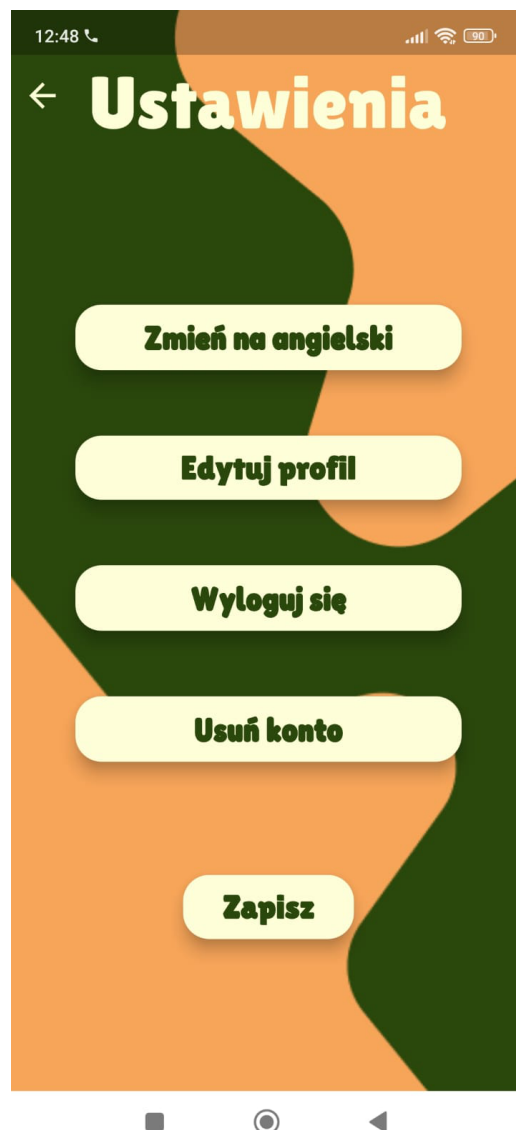 12:48
90
Ustawienia
Zmień na angielski
Edytuj profil
Wyloguj się
Usuń konto
Zapisz